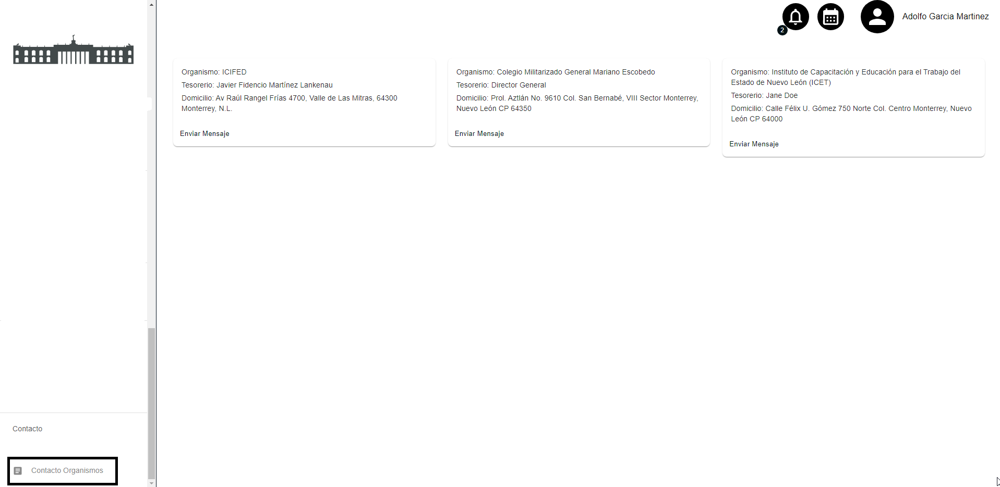 2
Adolfo Garcia Martinez
Organismo: ICIFED
Tesorerio: Javier Fidencio Martínez Lankenau
Domicilio: Av Raúl Rangel Frías 4700, Valle de Las Mitras, 64300
Monterrey, N.L.
Enviar Mensaje
Organismo: Colegio Militarizado General Mariano Escobedo
Tesorerio: Director General
Domicilio: Prol. Aztlán No. 9610 Col. San Bernabé, VIII Sector Monterrey,
Nuevo León CP 64350
Enviar Mensaje
Organismo: Instituto de Capacitación y Educación para el Trabajo del
Estado de Nuevo León (ICET)
Tesorerio: Jane Doe
Domicilio: Calle Félix U. Gómez 750 Norte Col. Centro Monterrey, Nuevo
León CP 64000
Enviar Mensaje
Contacto
Contacto Organismos